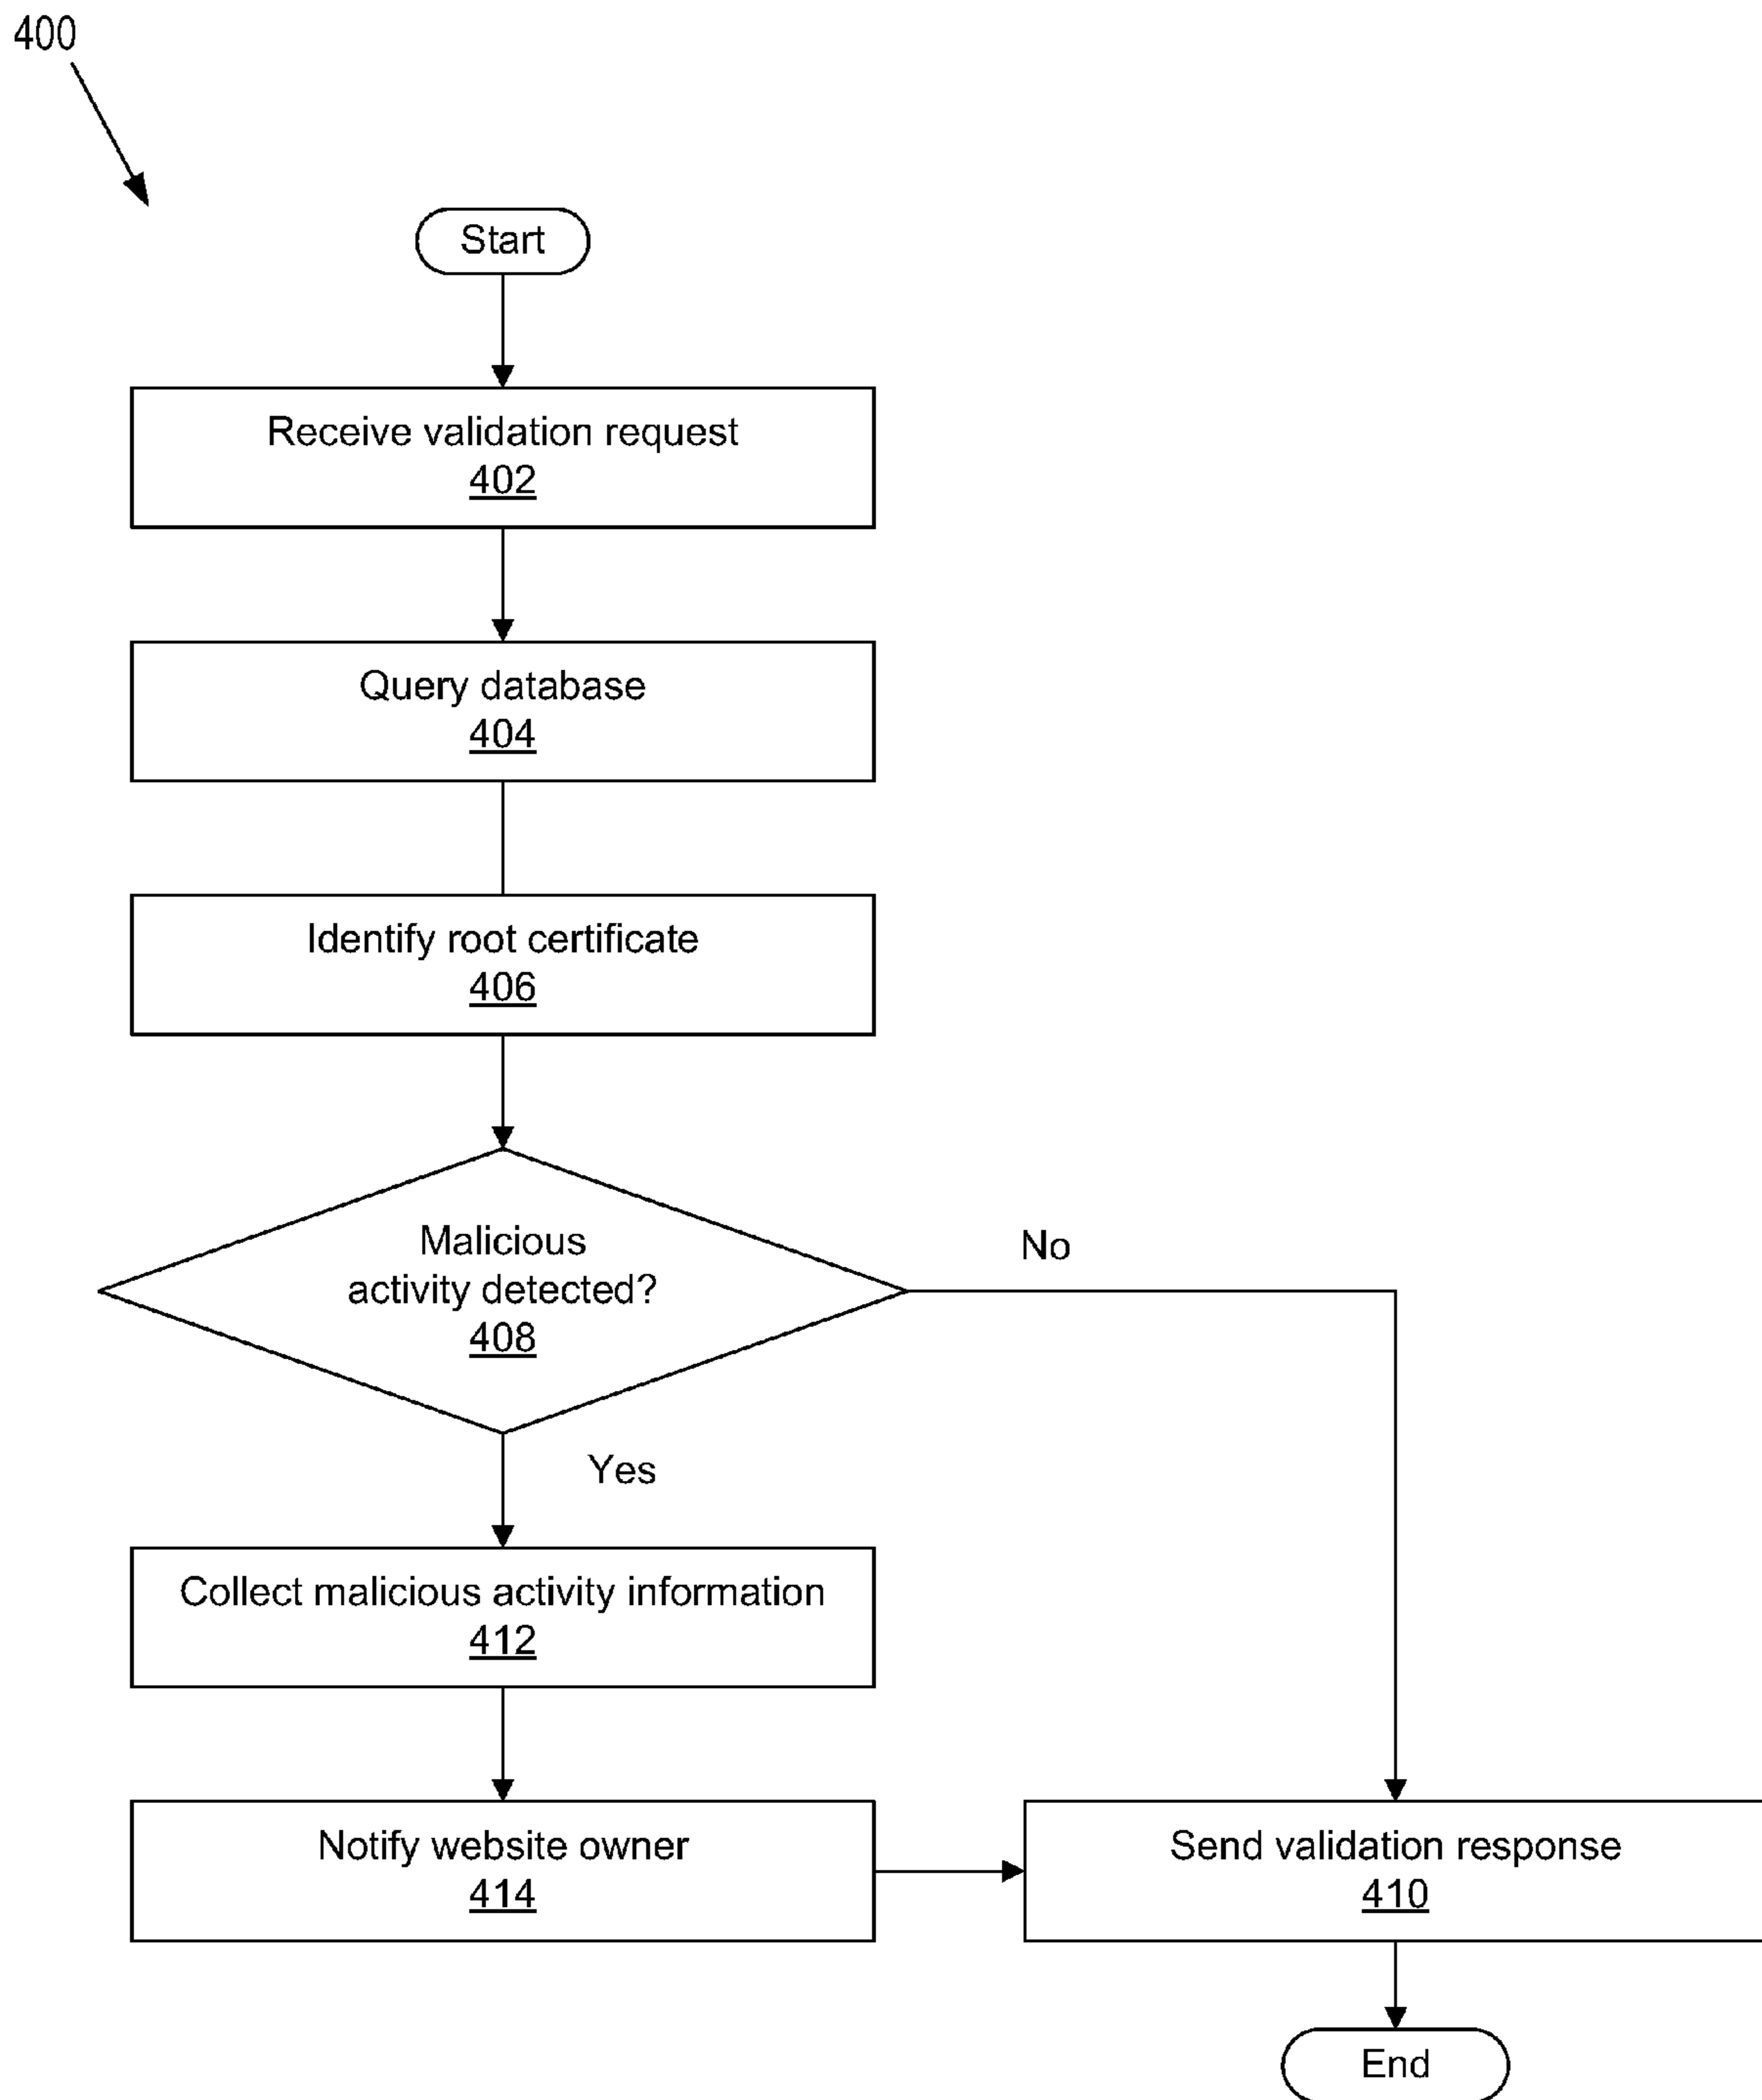 400
Start
Receive validation request
402
Query database
404
Identify root certificate
406
Malicious
activity detected?
408
No
Yes
Collect malicious activity information
412
Notify website owner
414
Send validation response
410
End